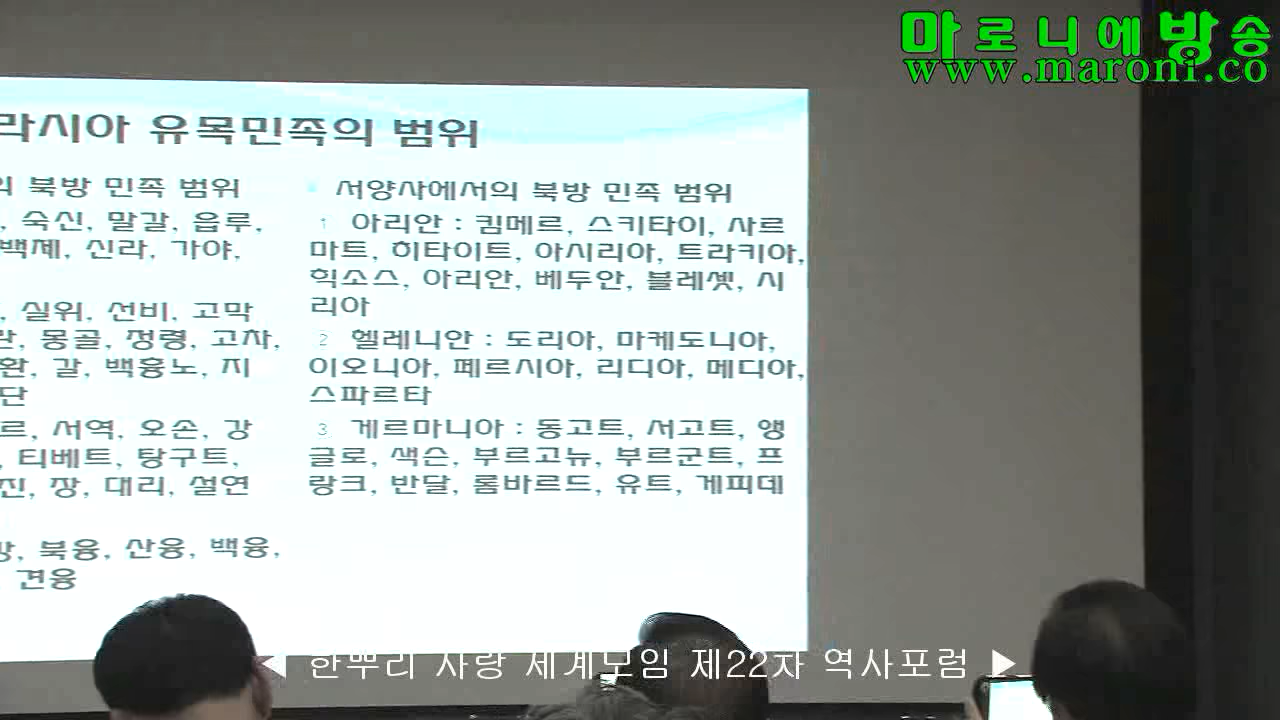 마로니에방송
www.maroni.co
라시아 유목민족의 범위
의 북방 민족 범위
, 숙신, 말갈, 읍루,
백제, 신라, 가야,
, 실위, 선비, 고막
란, 몽골, 정령, 고차,
환, 갈, 백흉노, 지
단
르, 서역, 오손, 강
, 티베트, 탕구트,
진, 장, 대리, 설연
방, 북융, 산융, 백융,
견융
서양사에서의 북방 민족 범위
1 아리안 : 킴메르, 스키타이, 사르
마트, 히타이트, 아시리아, 트라키아,
힉소스, 아리안, 베두안, 블레셋, 시
리아
2 헬레니안 : 도리아, 마케도니아,
이오니아, 페르시아, 리디아, 메디아,
스파르타
3 게르마니아 : 동고트, 서고트, 앵
글로, 색슨, 부르고뉴, 부르군트, 프
랑크, 반달, 롬바르드, 유트, 게피데
◀ 한뿌리 사랑 세계모임 제22차 역사포럼 ▶